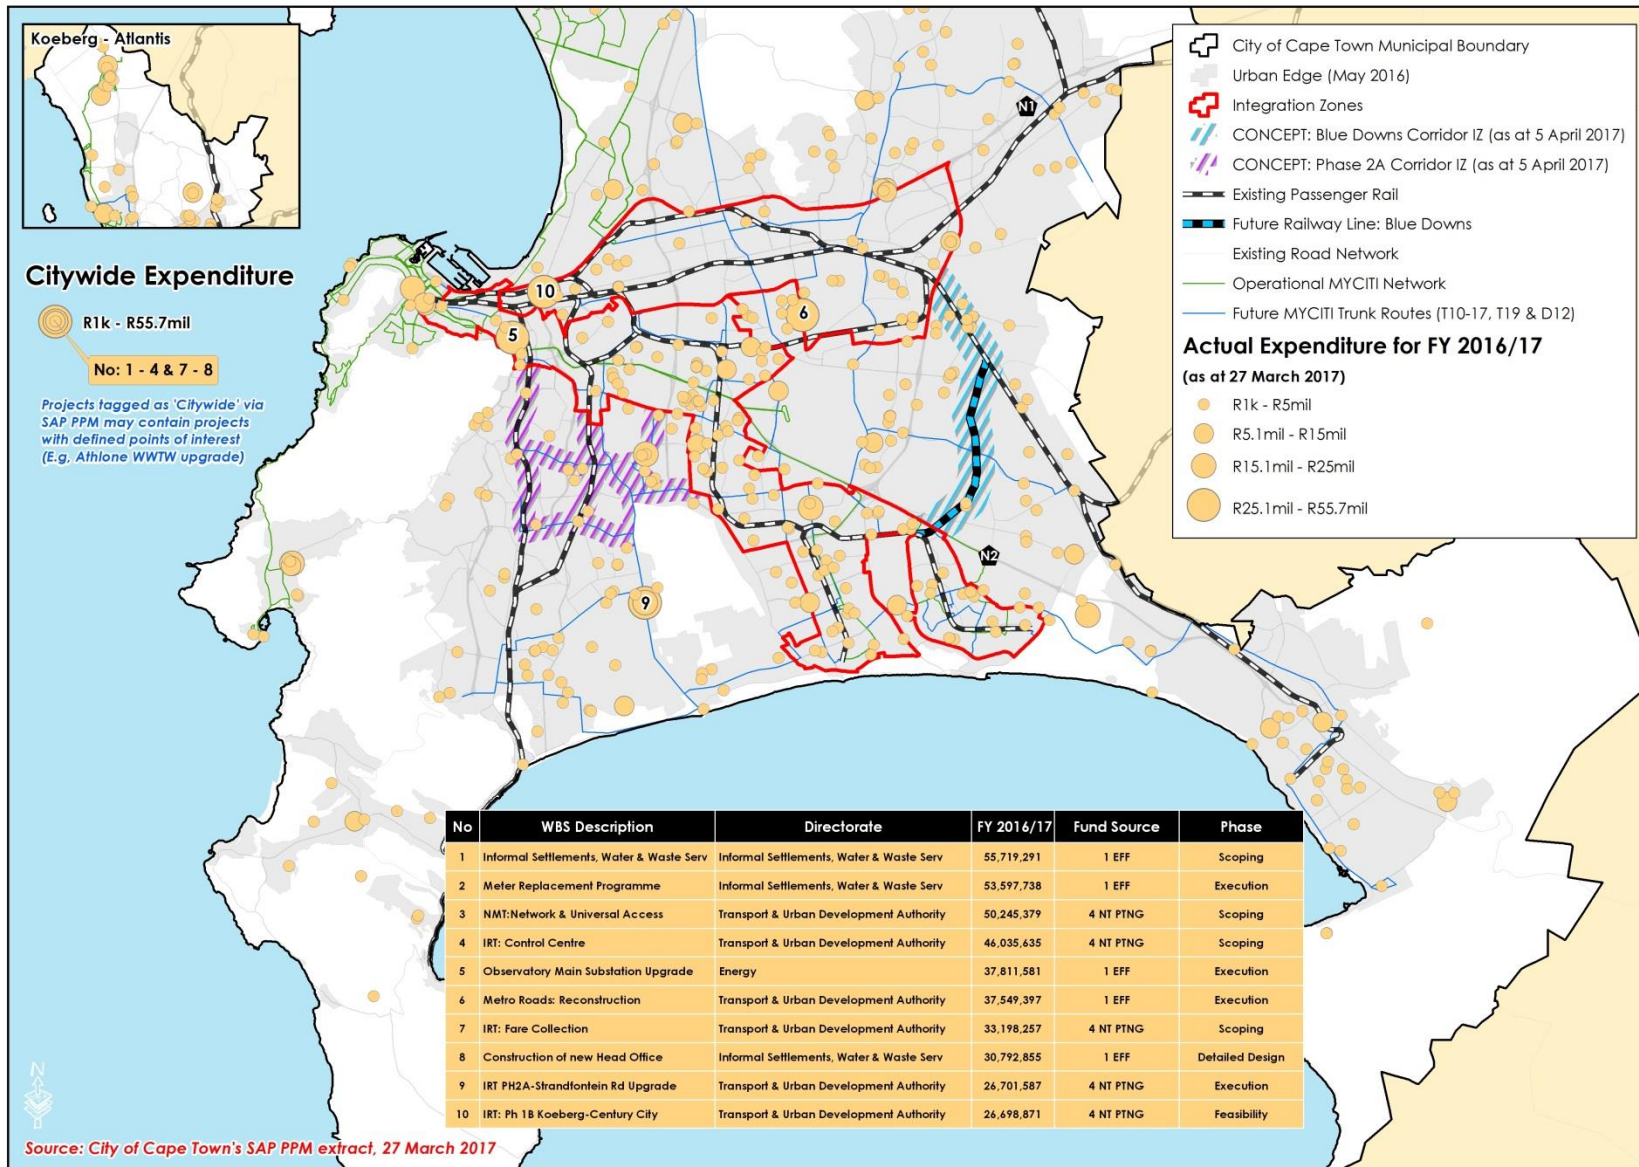 Koeberg - Atlantis
Citywide Expenditure
R1k - R55.7mil
No: 1 - 4 & 7 - 8
Projects tagged as 'Citywide' via
SAP PPM may contain projects
with defined points of interest
(E.g, Athlone WWTW upgrade)
N1
10
5
6
N2
9
City of Cape Town Municipal Boundary
Urban Edge (May 2016)
Integration Zones
CONCEPT: Blue Downs Corridor IZ (as at 5 April 2017)
CONCEPT: Phase 2A Corridor IZ (as at 5 April 2017)
Existing Passenger Rail
Future Railway Line: Blue Downs
Existing Road Network
Operational MYCITI Network
Future MYCITI Trunk Routes (T10-17, T19 & D12)
Actual Expenditure for FY 2016/17
(as at 27 March 2017)
R1k - R5mil
R5.1mil - R15mil
R15.1mil - R25mil
R25.1mil - R55.7mil
No WBS Description Directorate FY 2016/17 Fund Source Phase
1 Informal Settlements, Water & Waste Serv Informal Settlements, Water & Waste Serv 55,719,291 1 EFF Scoping
2 Meter Replacement Programme Informal Settlements, Water & Waste Serv 53,597,738 1 EFF Execution
3 NMT:Network & Universal Access Transport & Urban Development Authority 50,245,379 4 NT PTNG Scoping
4 IRT: Control Centre Transport & Urban Development Authority 46,035,635 4 NT PTNG Scoping
5 Observatory Main Substation Upgrade Energy 37,811,581 1 EFF Execution
6 Metro Roads: Reconstruction Transport & Urban Development Authority 37,549,397 1 EFF Execution
7 IRT: Fare Collection Transport & Urban Development Authority 33,198,257 4 NT PTNG Scoping
8 Construction of new Head Office Informal Settlements, Water & Waste Serv 30,792,855 1 EFF Detailed Design
9 IRT PH2A-Strandfontein Rd Upgrade Transport & Urban Development Authority 26,701,587 4 NT PTNG Execution
10 IRT: Ph 1B Koeberg-Century City Transport & Urban Development Authority 26,698,871 4 NT PTNG Feasibility
N
Source: City of Cape Town's SAP PPM extract, 27 March 2017